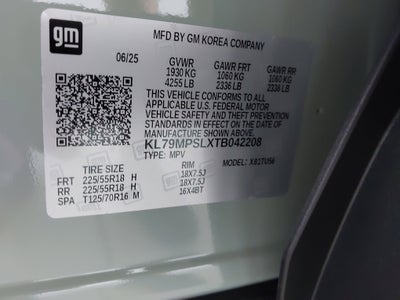 gm
MFD BY GM KOREA COMPANY
06/25 GVWR GAWR FRT GAWR RR
1930 KG 1060 KG 1060 KG
4255 LB 2336 LB 2336 LB
THIS VEHICLE CONFORMS TO ALL
APPLICABLE U.S. FEDERAL MOTOR
VEHICLE SAFETY AND THEFT PREVENTION
STANDARDS IN EFFECT ON THE DATE OF
MANUFACTURE SHOWN ABOVE.
KL79MPSLXTB042208
TYPE: MPV MODEL: X81TU56
TIRE SIZE RIM
FRT 225/55R18 H 18X7.5J
RR 225/55R18 H 18X7.5J
SPA T125/70R16 M 16X4BT